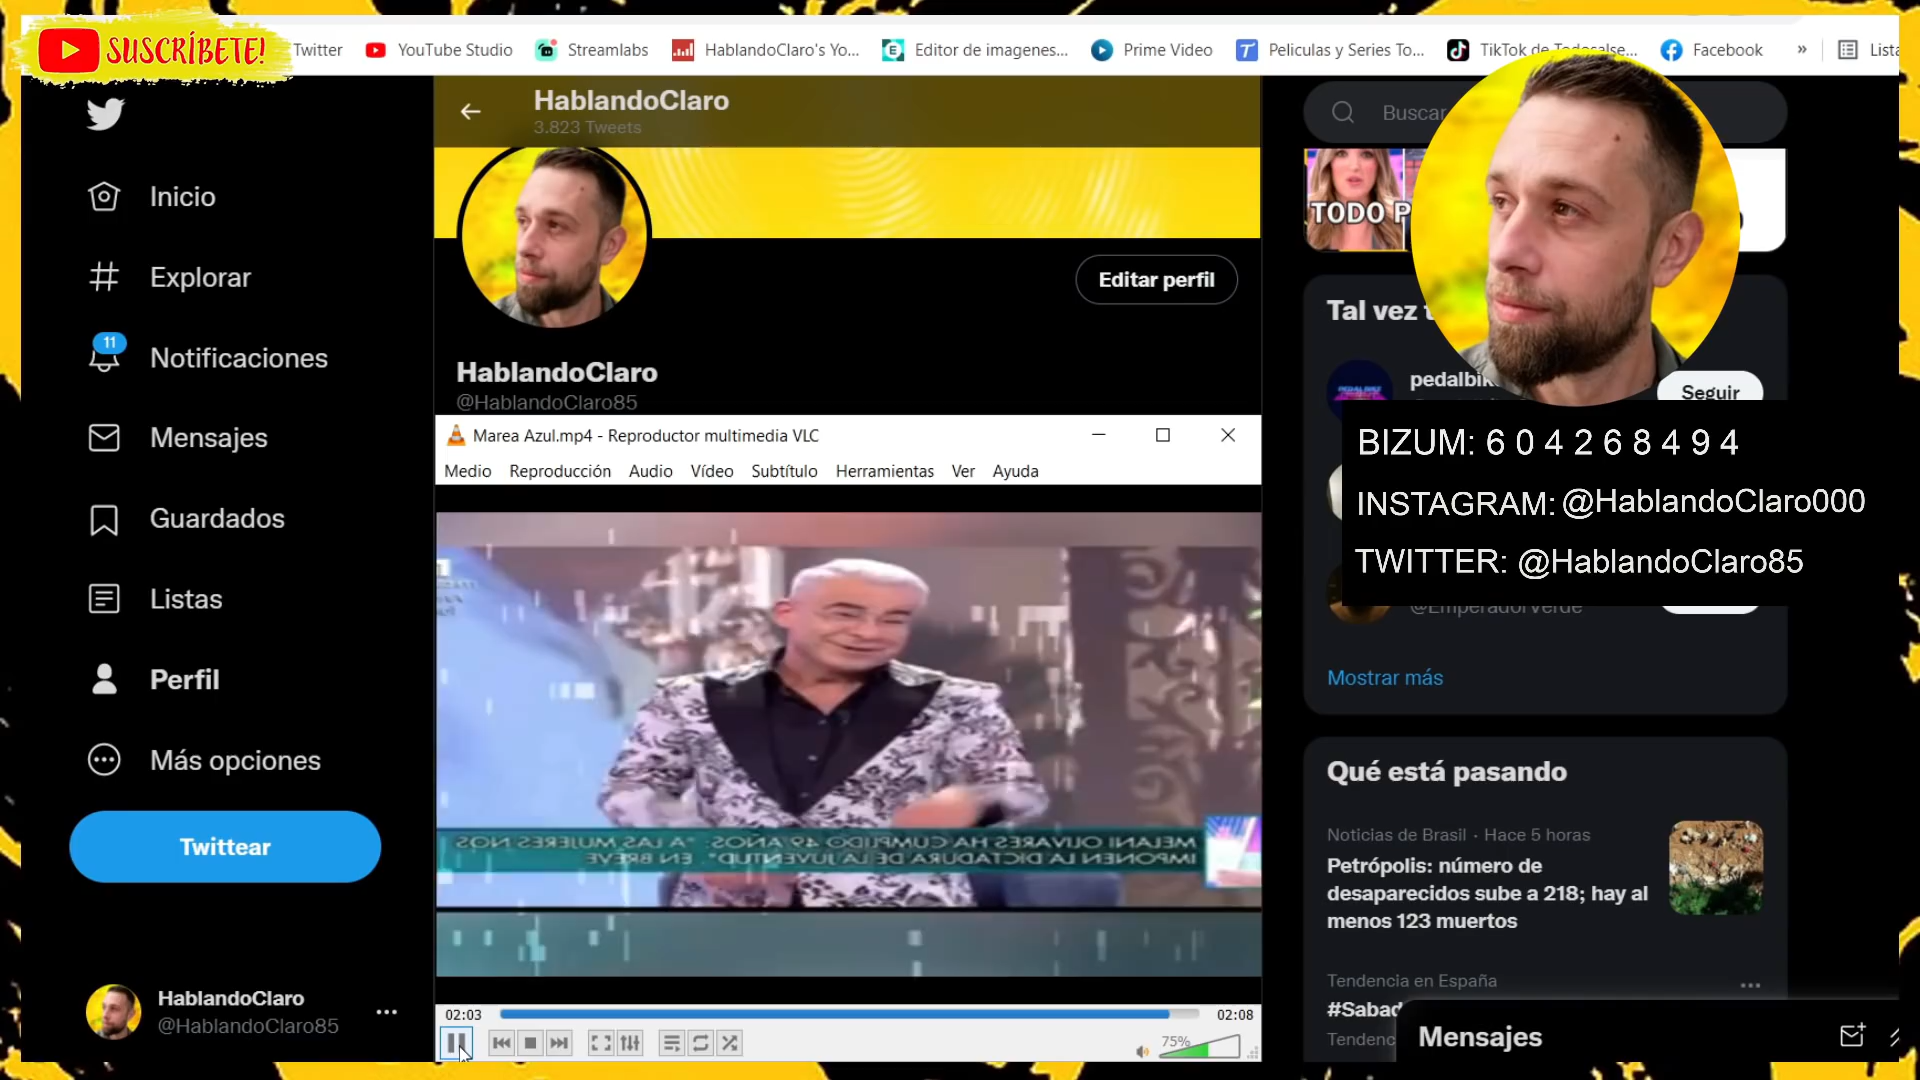 SUSCRÍBETE!
Twitter
YouTube Studio
Streamlabs
HablandoClaro's Yo...
Editor de imagenes...
Prime Video
Peliculas y Series To...
TikTok de Todosalse...
Facebook
»
HablandoClaro
3.823 Tweets
Buscar
TODO P
Inicio
Explorar
11
Notificaciones
Mensajes
Guardados
Listas
Perfil
Más opciones
Twittear
HablandoClaro
@HablandoClaro85
Editar perfil
HablandoClaro
@HablandoClaro85
Marea Azul.mp4 - Reproductor multimedia VLC
Medio Reproducción Audio Vídeo Subtítulo Herramientas Ver Ayuda
MELANI OLIVARES HA CUMPLIDO 49 AÑOS: "A LAS MUJERES NOS
IMPONEN LA DICTADURA DE LA JUVENTUD". EN BREVE
02:03
02:08
75%
Tal vez
Seguir
BIZUM: 6 0 4 2 6 8 4 9 4
INSTAGRAM: @HablandoClaro000
TWITTER: @HablandoClaro85
@EmperadorVerde
Mostrar más
Qué está pasando
Noticias de Brasil · Hace 5 horas
Petrópolis: número de
desaparecidos sube a 218; hay al
menos 123 muertos
Tendencia en España
Mensajes